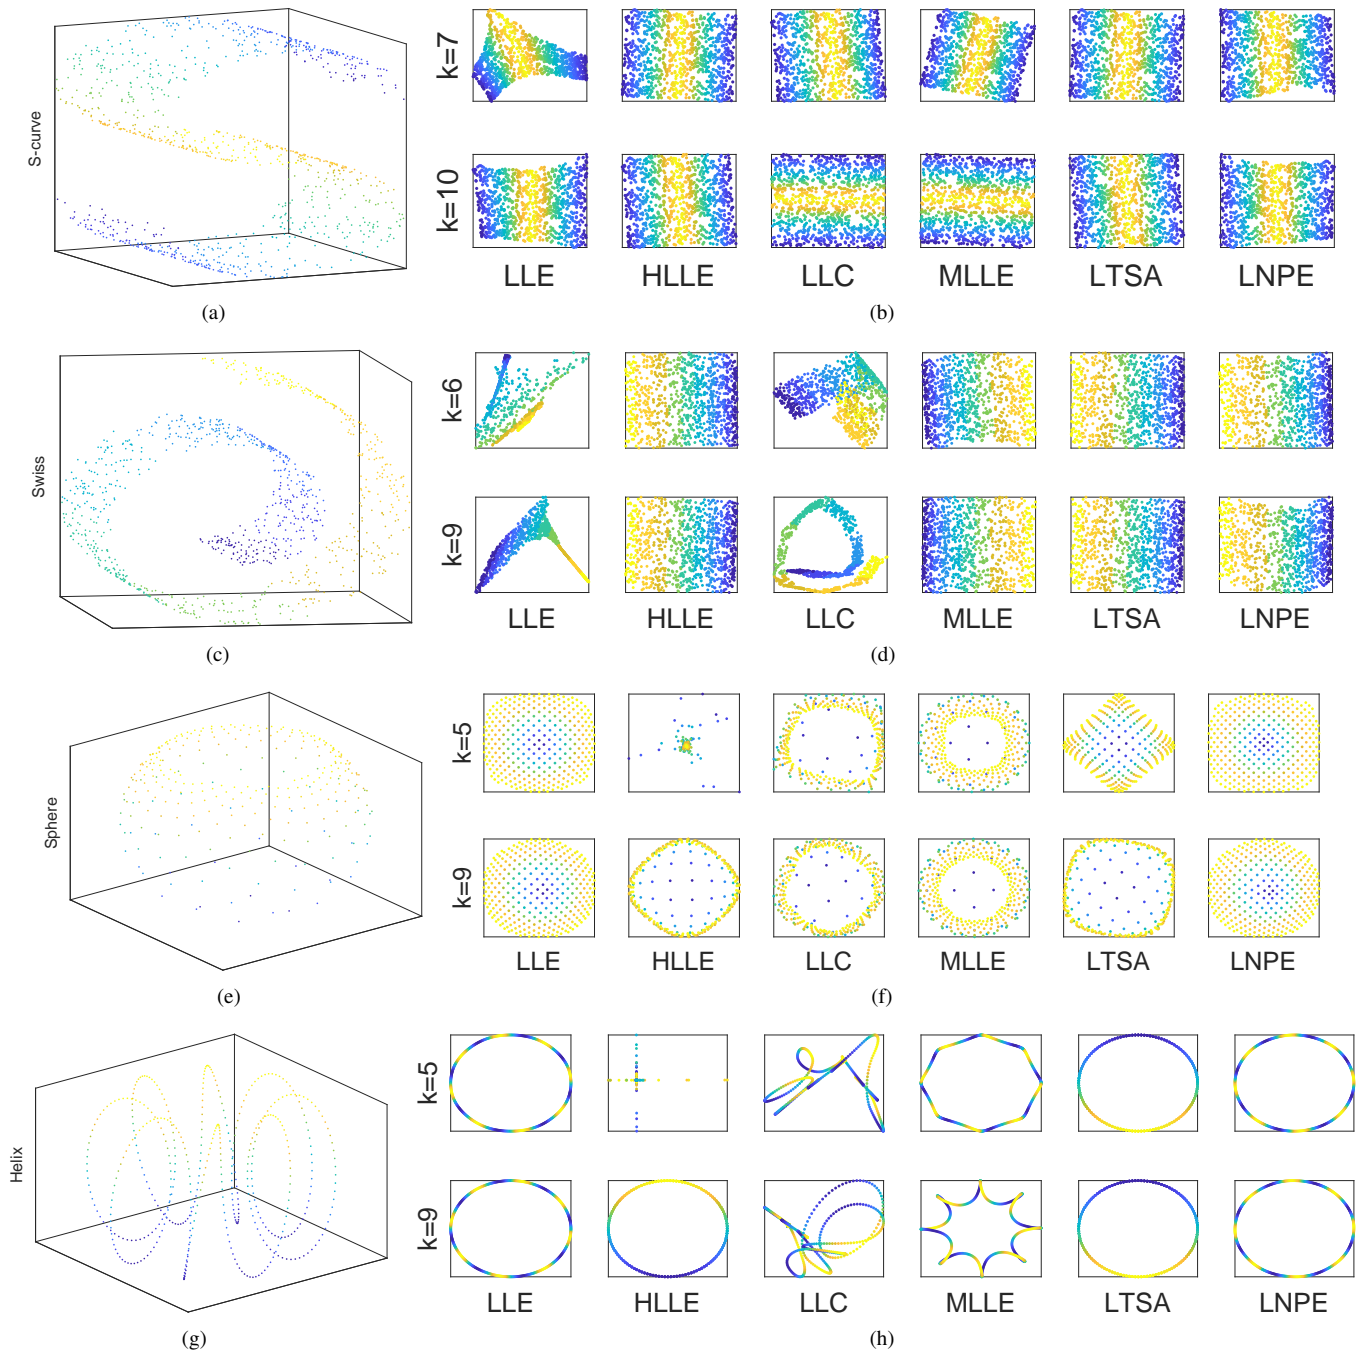 S-curve
k=7
k=10
LLE HLLE LLC MLLE LTSA LNPE
(a) (b)
Swiss
k=6
k=9
LLE HLLE LLC MLLE LTSA LNPE
(c) (d)
Sphere
k=5
k=9
LLE HLLE LLC MLLE LTSA LNPE
(e) (f)
Helix
k=5
k=9
LLE HLLE LLC MLLE LTSA LNPE
(g) (h)